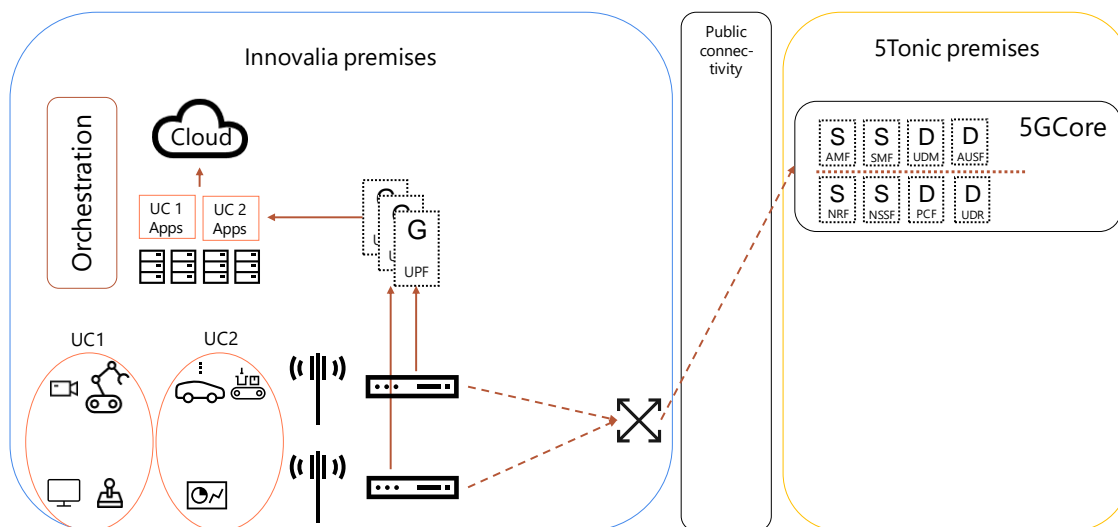 Innovalia premises
Public
connec-
tivity
5Tonic premises
Orchestration
Cloud
UC 1
Apps
UC 2
Apps
G
UPF
U
U
5GCore
S
AMF
S
SMF
D
UDM
D
AUSF
S
NRF
S
NSSF
D
PCF
D
UDR
UC1
UC2